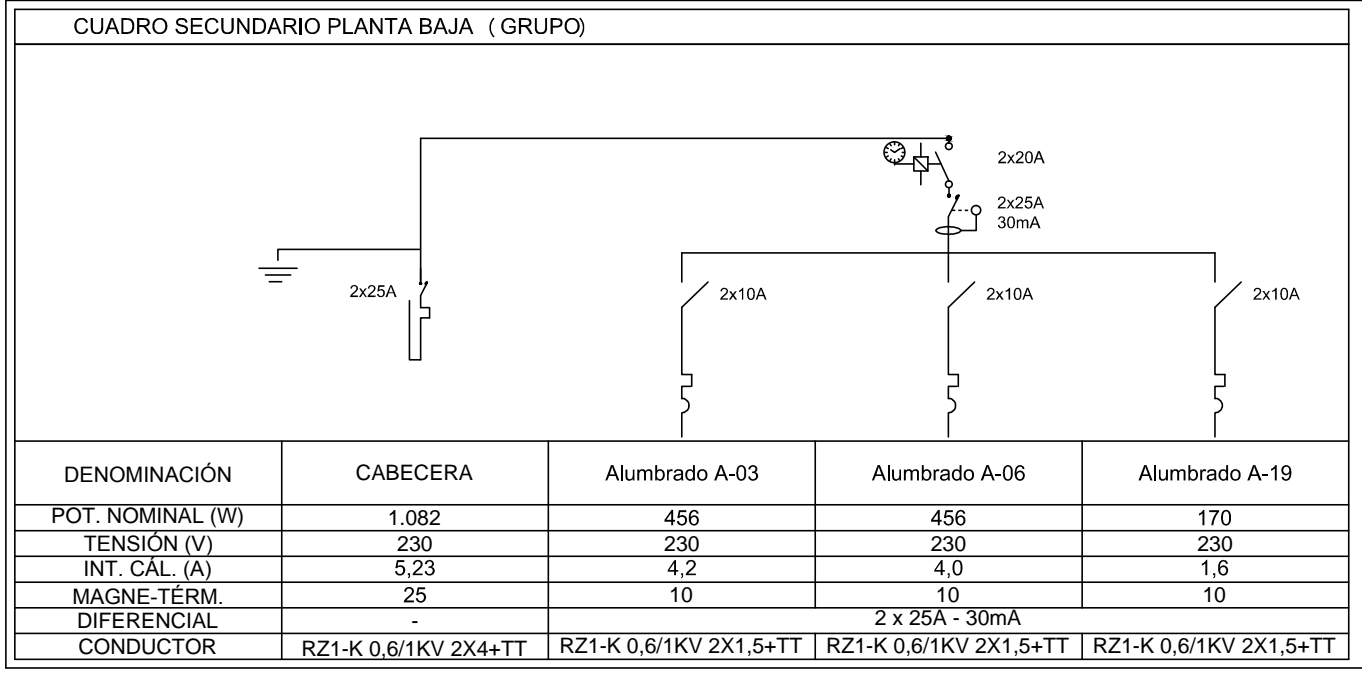 CUADRO SECUNDARIO PLANTA BAJA ( GRUPO)
2x20A
2x25A
30mA
2x25A
2x10A
2x10A
2x10A
DENOMINACIÓN CABECERA Alumbrado A-03 Alumbrado A-06 Alumbrado A-19
POT. NOMINAL (W) 1.082 456 456 170
TENSIÓN (V) 230 230 230 230
INT. CÁL. (A) 5,23 4,2 4,0 1,6
MAGNE-TÉRM. 25 10 10 10
DIFERENCIAL - 2 x 25A - 30mA
CONDUCTOR RZ1-K 0,6/1KV 2X4+TT RZ1-K 0,6/1KV 2X1,5+TT RZ1-K 0,6/1KV 2X1,5+TT RZ1-K 0,6/1KV 2X1,5+TT